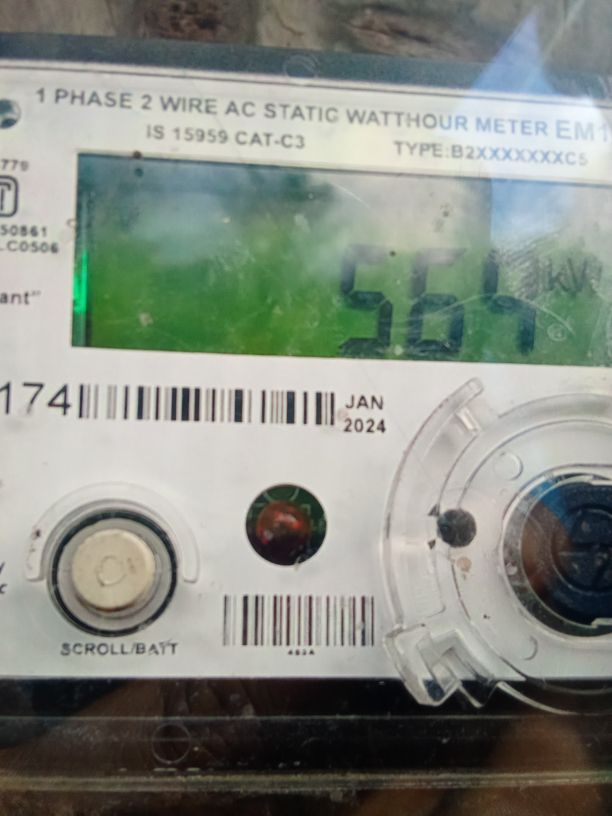 1 PHASE 2 WIRE AC STATIC WATTHOUR METER EM1
IS 15959 CAT-C3
TYPE:B2XXXXXXXC5
779
50861
LC0506
ant"
564 kW
174
JAN
2024
SCROLL/BATT